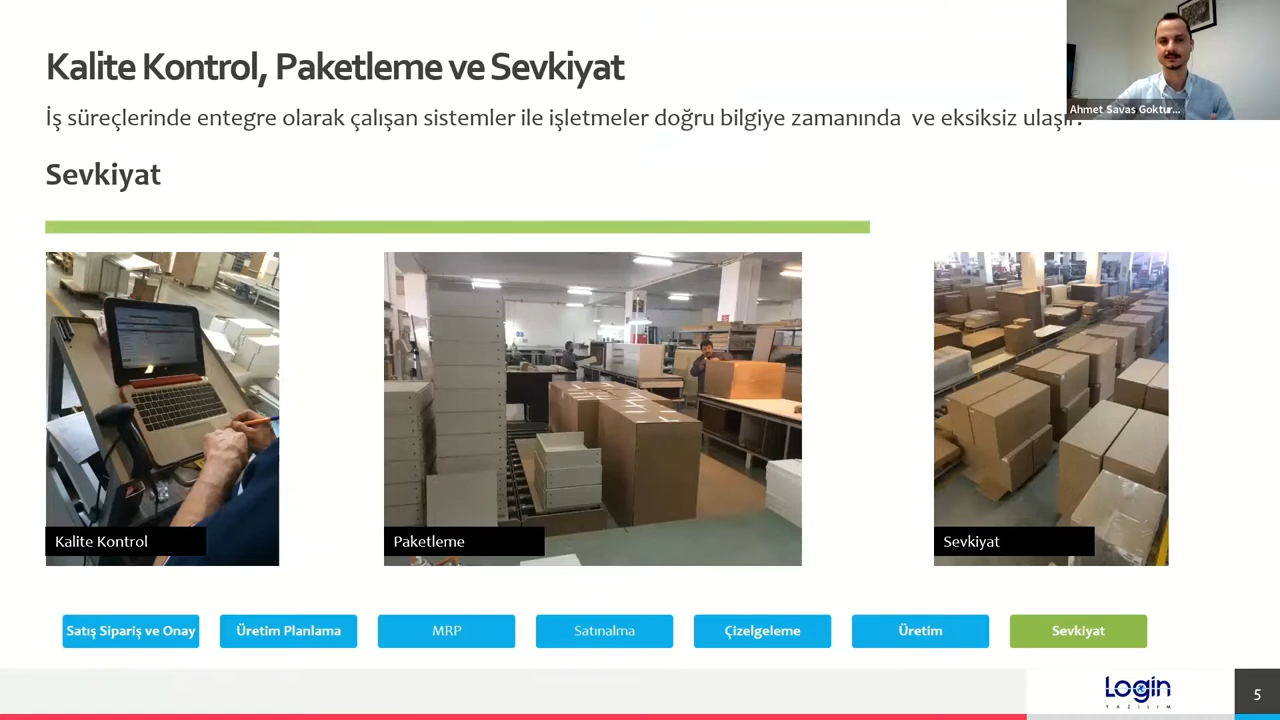 Kalite Kontrol, Paketleme ve Sevkiyat
İş süreçlerinde entegre olarak çalışan sistemler ile işletmeler doğru bilgiye zamanında ve eksiksiz ulaşır.
Ahmet Savas Goktur...
Sevkiyat
Kalite Kontrol
Paketleme
Sevkiyat
Satış Sipariş ve Onay
Üretim Planlama
MRP
Satınalma
Çizelgeleme
Üretim
Sevkiyat
Login
YAZILIM
5